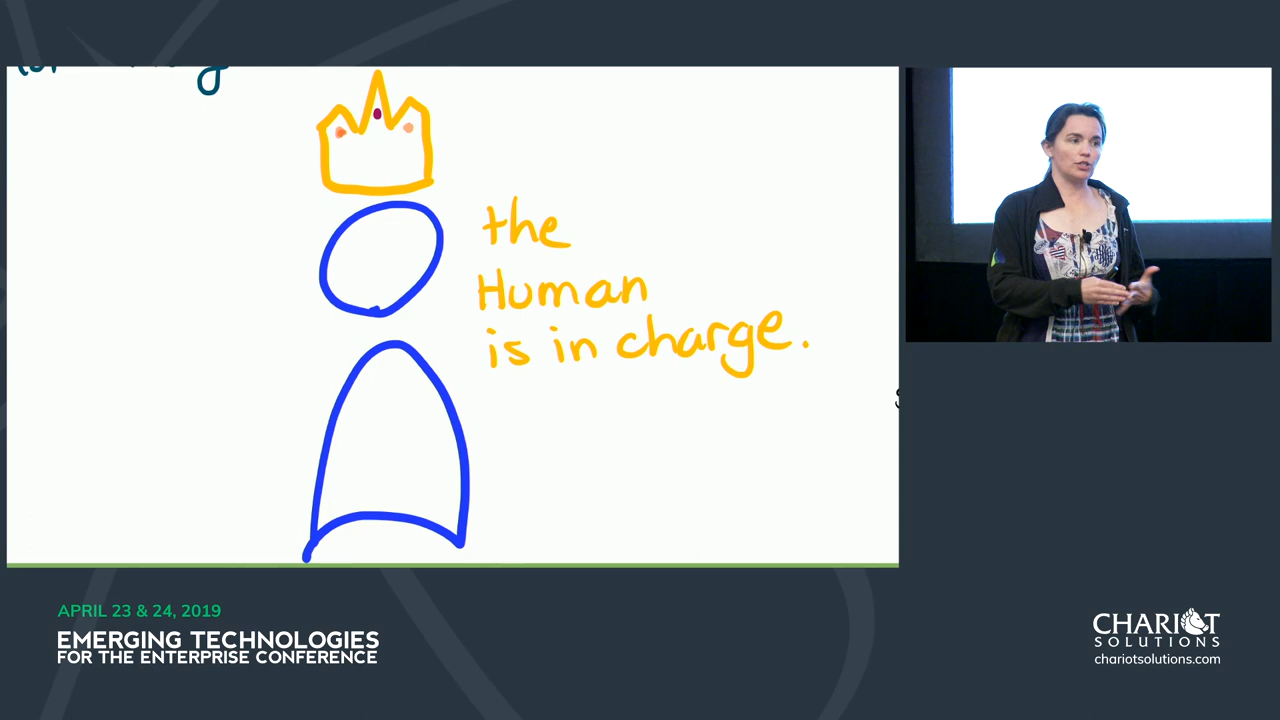 the
Human
is in charge.
APRIL 23 & 24, 2019
EMERGING TECHNOLOGIES
FOR THE ENTERPRISE CONFERENCE
CHARIOT
SOLUTIONS
chariotsolutions.com